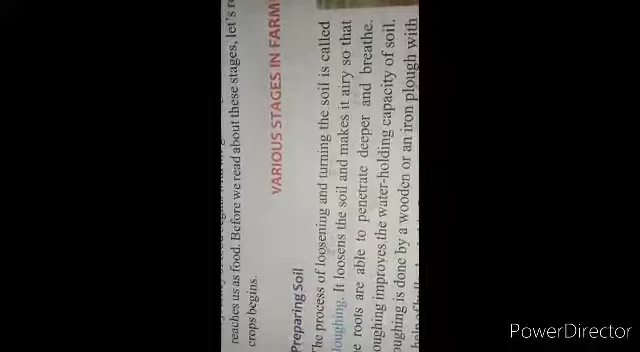 reaches us as food. Before we read about these stages, let's
crops begins.
VARIOUS STAGES IN FARM
Preparing Soil
The process of loosening and turning the soil is called
loughing. It loosens the soil and makes it airy so that
e roots are able to penetrate deeper and breathe.
oughing improves the water-holding capacity of soil.
oughing is done by a wooden or an iron plough with
PowerDirector